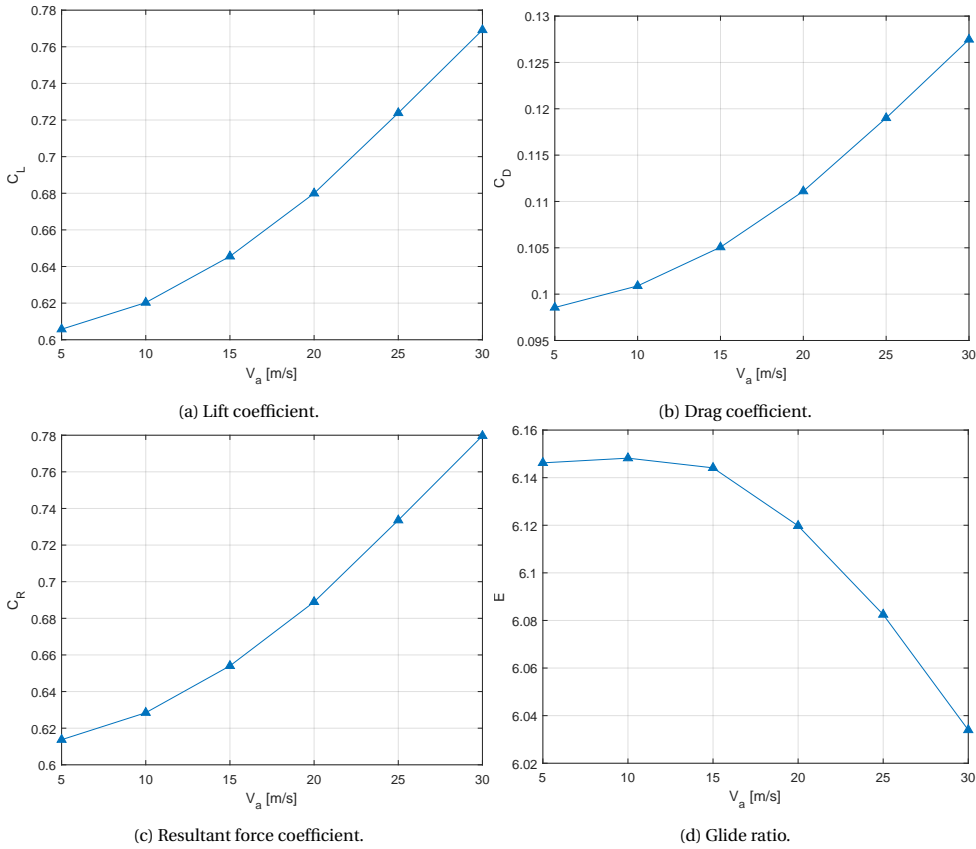 0.78
0.76
0.74
0.72
0.7
0.68
0.66
0.64
0.62
0.6
C_L
5 10 15 20 25 30
V_a [m/s]
(a) Lift coefficient.
0.13
0.125
0.12
0.115
0.11
0.105
0.1
0.095
C_D
5 10 15 20 25 30
V_a [m/s]
(b) Drag coefficient.
0.78
0.76
0.74
0.72
0.7
0.68
0.66
0.64
0.62
0.6
C_R
5 10 15 20 25 30
V_a [m/s]
(c) Resultant force coefficient.
6.16
6.14
6.12
6.1
6.08
6.06
6.04
6.02
E
5 10 15 20 25 30
V_a [m/s]
(d) Glide ratio.